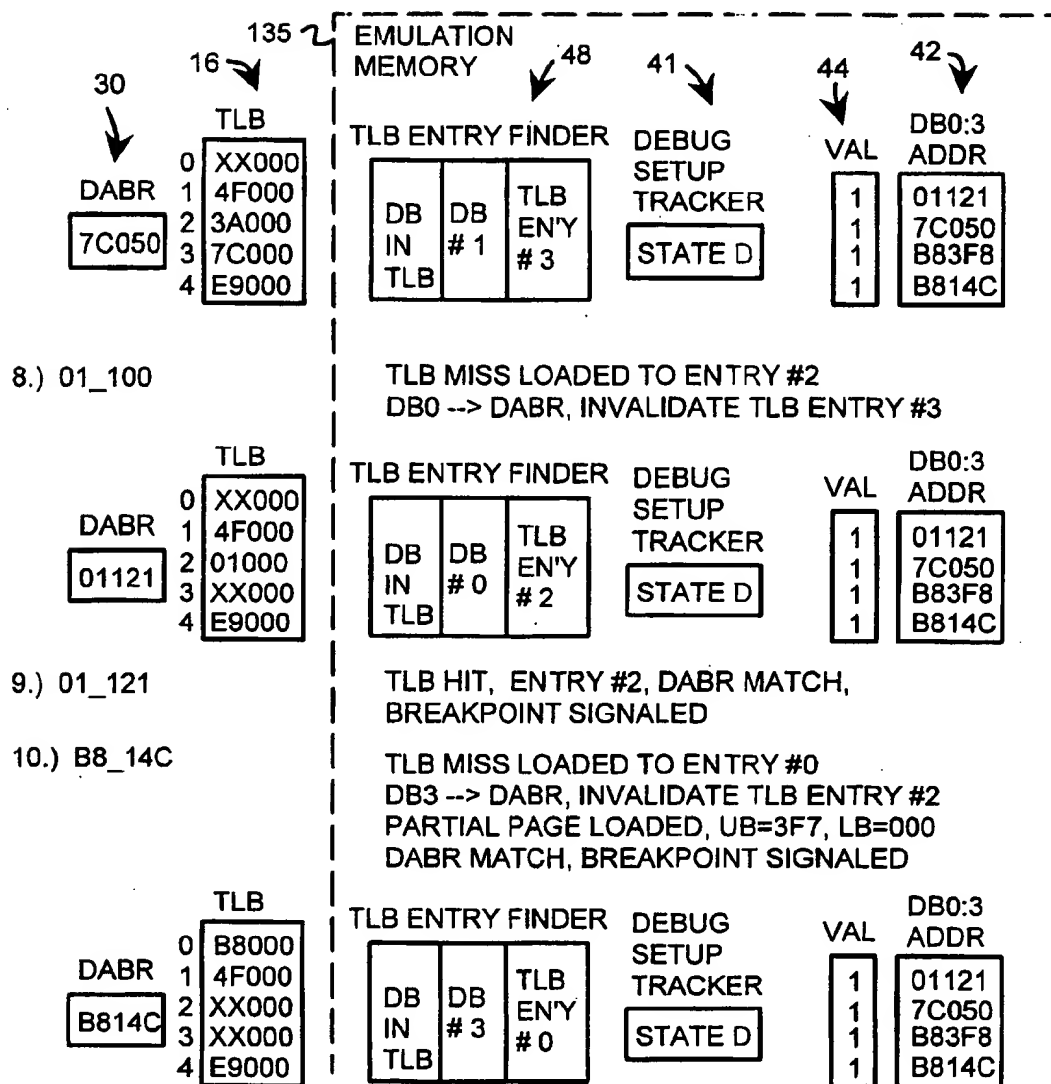 135
EMULATION
MEMORY
30
16
48
41
44
42
TLB
TLB ENTRY FINDER
DEBUG
SETUP
TRACKER
VAL
DB0:3
ADDR
DABR
7C050
0 XX000
1 4F000
2 3A000
3 7C000
4 E9000
DB
IN
TLB
DB
# 1
TLB
EN'Y
# 3
STATE D
1
1
1
1
01121
7C050
B83F8
B814C
8.) 01_100
TLB MISS LOADED TO ENTRY #2
DB0 --> DABR, INVALIDATE TLB ENTRY #3
TLB
TLB ENTRY FINDER
DEBUG
SETUP
TRACKER
VAL
DB0:3
ADDR
DABR
01121
0 XX000
1 4F000
2 01000
3 XX000
4 E9000
DB
IN
TLB
DB
# 0
TLB
EN'Y
# 2
STATE D
1
1
1
1
01121
7C050
B83F8
B814C
9.) 01_121
TLB HIT, ENTRY #2, DABR MATCH,
BREAKPOINT SIGNALED
10.) B8_14C
TLB MISS LOADED TO ENTRY #0
DB3 --> DABR, INVALIDATE TLB ENTRY #2
PARTIAL PAGE LOADED, UB=3F7, LB=000
DABR MATCH, BREAKPOINT SIGNALED
TLB
TLB ENTRY FINDER
DEBUG
SETUP
TRACKER
VAL
DB0:3
ADDR
DABR
B814C
0 B8000
1 4F000
2 XX000
3 XX000
4 E9000
DB
IN
TLB
DB
# 3
TLB
EN'Y
# 0
STATE D
1
1
1
1
01121
7C050
B83F8
B814C